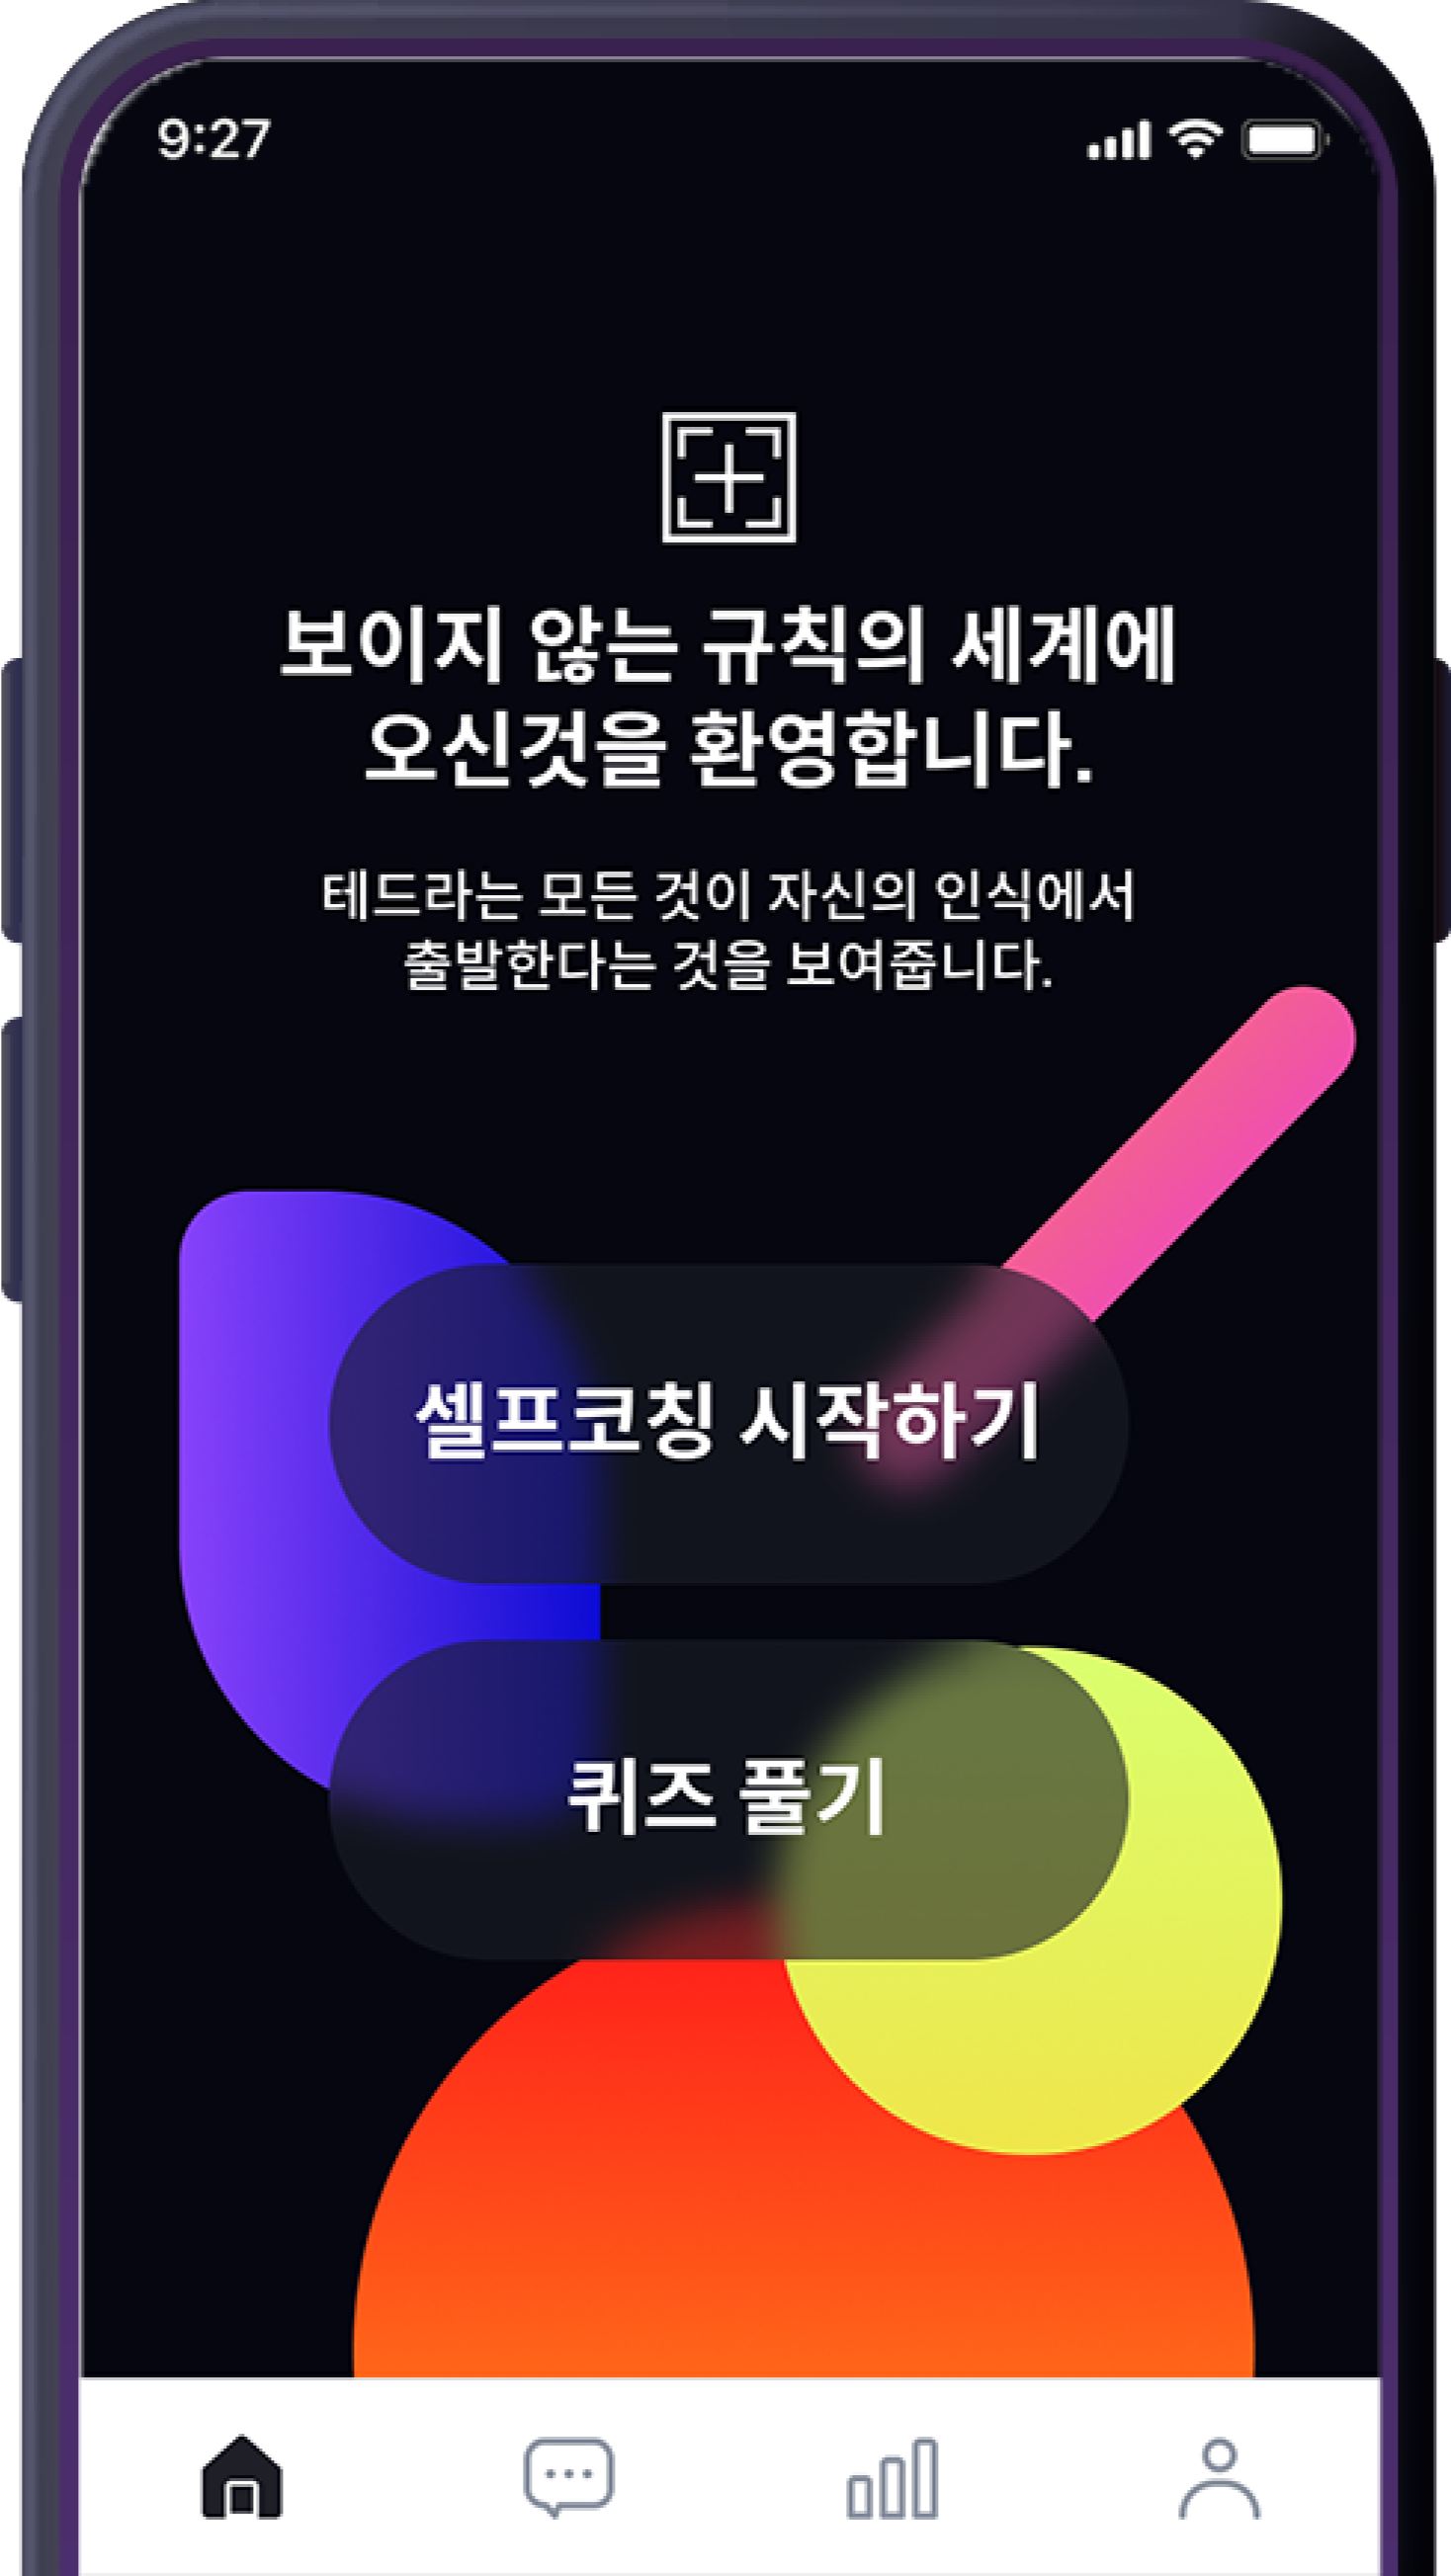 9:27
보이지 않는 규칙의 세계에
오신것을 환영합니다.
테드라는 모든 것이 자신의 인식에서
출발한다는 것을 보여줍니다.
셀프코칭 시작하기
퀴즈 풀기